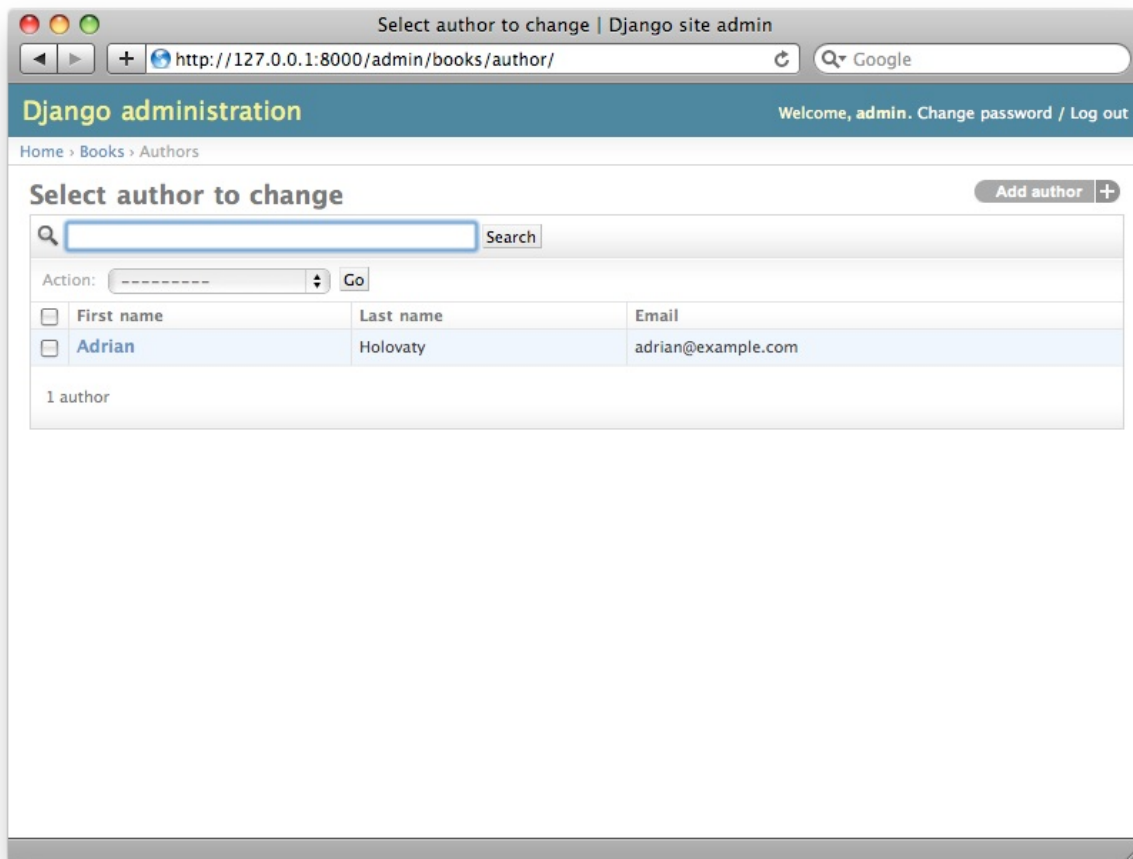 Select author to change | Django site admin
http://127.0.0.1:8000/admin/books/author/
Google
Django administration
Welcome, admin. Change password / Log out
Home › Books › Authors
Select author to change
Add author +
Search
Action: --------- Go
First name Last name Email
Adrian Holovaty adrian@example.com
1 author